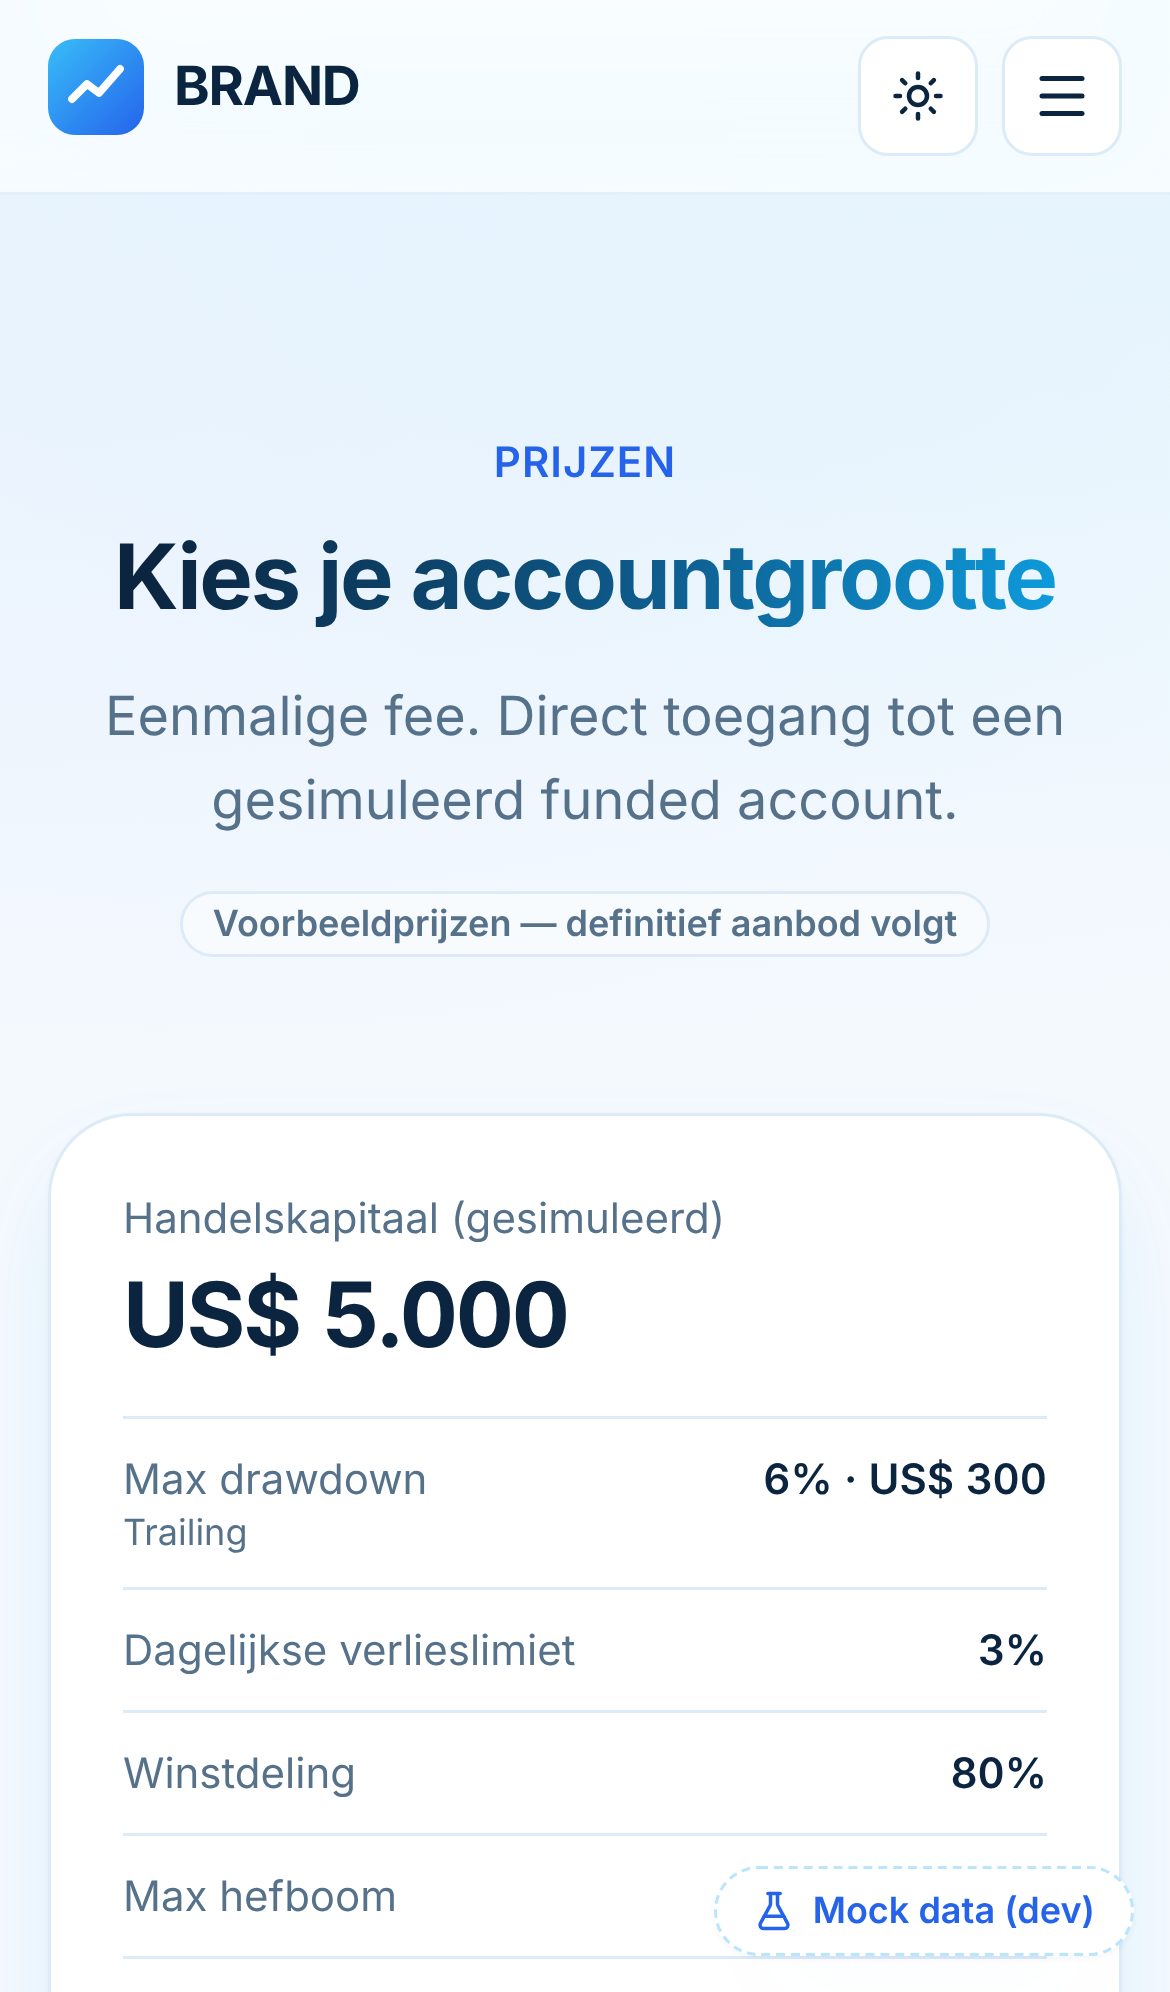 BRAND
PRIJZEN
Kies je accountgrootte
Eenmalige fee. Direct toegang tot een
gesimuleerd funded account.
Voorbeeldprijzen — definitief aanbod volgt
Handelskapitaal (gesimuleerd)
US$ 5.000
Max drawdown 6% · US$ 300
Trailing
Dagelijkse verlieslimiet 3%
Winstdeling 80%
Max hefboom
Mock data (dev)